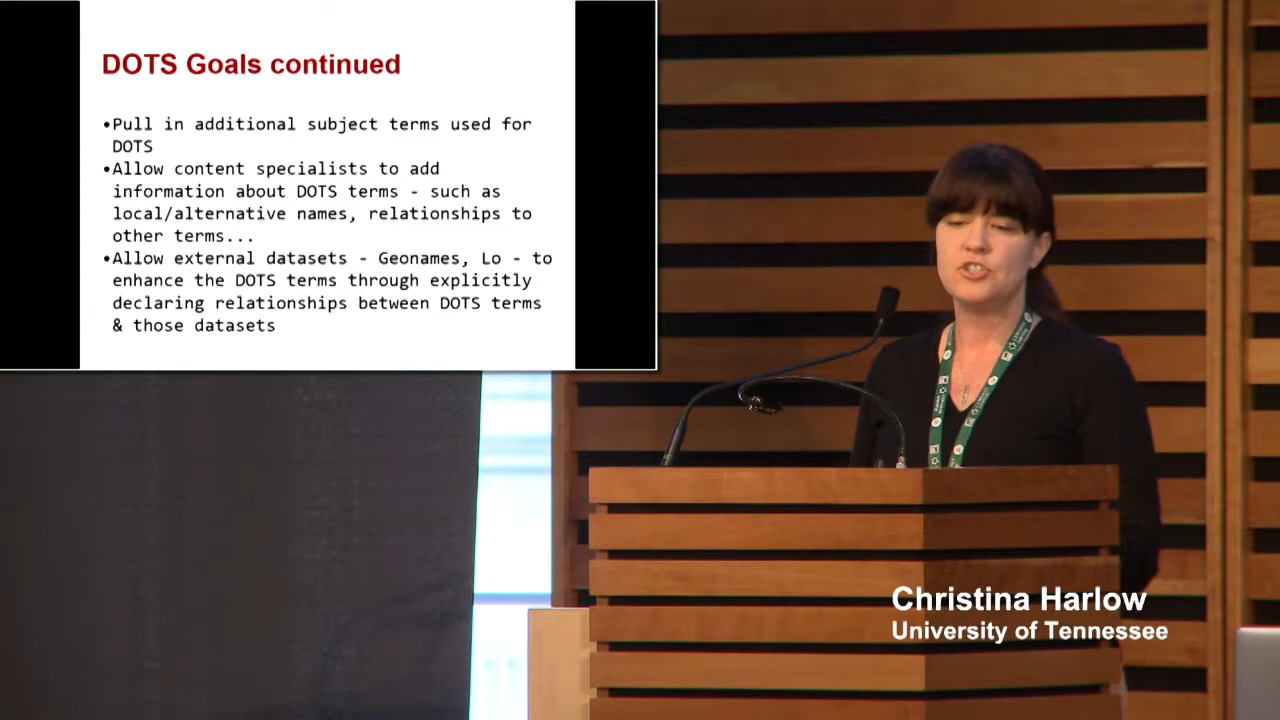 DOTS Goals continued
•Pull in additional subject terms used for
DOTS
•Allow content specialists to add
information about DOTS terms - such as
local/alternative names, relationships to
other terms...
•Allow external datasets - Geonames, Lo - to
enhance the DOTS terms through explicitly
declaring relationships between DOTS terms
& those datasets
Christina Harlow
University of Tennessee